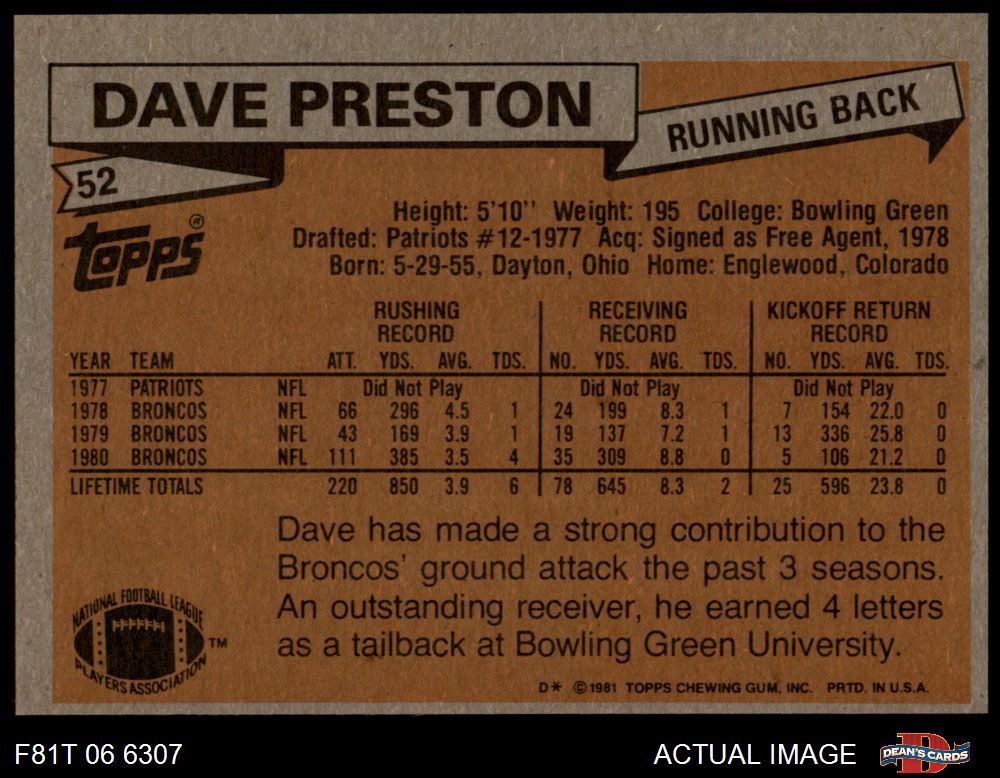 DAVE PRESTON
RUNNING BACK
52
TOPPS®
Height: 5'10'' Weight: 195 College: Bowling Green
Drafted: Patriots #12-1977 Acq: Signed as Free Agent, 1978
Born: 5-29-55, Dayton, Ohio Home: Englewood, Colorado
RUSHING RECEIVING KICKOFF RETURN
RECORD RECORD RECORD
YEAR TEAM ATT. YDS. AVG. TDS. NO. YDS. AVG. TDS. NO. YDS. AVG. TDS.
1977 PATRIOTS NFL Did Not Play Did Not Play Did Not Play
1978 BRONCOS NFL 66 296 4.5 1 24 199 8.3 1 7 154 22.0 0
1979 BRONCOS NFL 43 169 3.9 1 19 137 7.2 1 13 336 25.8 0
1980 BRONCOS NFL 111 385 3.5 4 35 309 8.8 0 5 106 21.2 0
LIFETIME TOTALS 220 850 3.9 6 78 645 8.3 2 25 596 23.8 0
Dave has made a strong contribution to the
Broncos' ground attack the past 3 seasons.
An outstanding receiver, he earned 4 letters
as a tailback at Bowling Green University.
NATIONAL FOOTBALL LEAGUE
PLAYERS ASSOCIATION ™
D* ©1981 TOPPS CHEWING GUM, INC. PRTD. IN U.S.A.
F81T 06 6307
ACTUAL IMAGE
D
DEAN'S CARDS